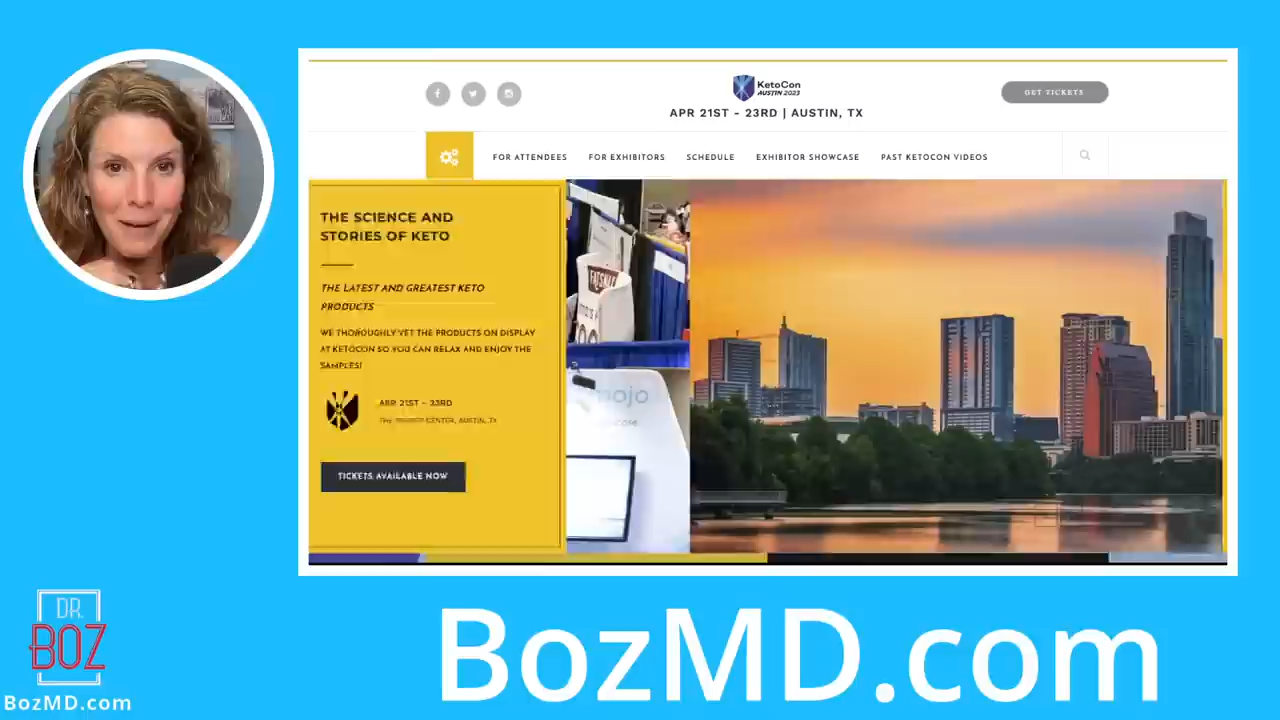 KetoCon
AUSTIN 2023
APR 21ST - 23RD | AUSTIN, TX
GET TICKETS
FOR ATTENDEES
FOR EXHIBITORS
SCHEDULE
EXHIBITOR SHOWCASE
PAST KETOCON VIDEOS
THE SCIENCE AND
STORIES OF KETO
THE LATEST AND GREATEST KETO
PRODUCTS
WE THOROUGHLY VET THE PRODUCTS ON DISPLAY
AT KETOCON SO YOU CAN RELAX AND ENJOY THE
SAMPLES!
APR 21ST - 23RD
CENTER, AUSTIN, TX
TICKETS AVAILABLE NOW
DR.
BOZ
BozMD.com
BozMD.com